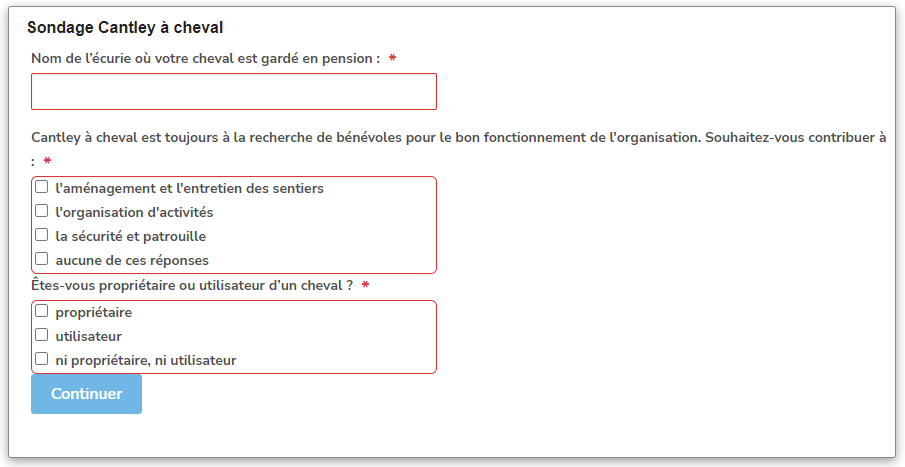 Sondage Cantley à cheval
Nom de l'écurie où votre cheval est gardé en pension : *
Cantley à cheval est toujours à la recherche de bénévoles pour le bon fonctionnement de l'organisation. Souhaitez-vous contribuer à
: *
l'aménagement et l'entretien des sentiers
l'organisation d'activités
la sécurité et patrouille
aucune de ces réponses
Êtes-vous propriétaire ou utilisateur d’un cheval ? *
propriétaire
utilisateur
ni propriétaire, ni utilisateur
Continuer